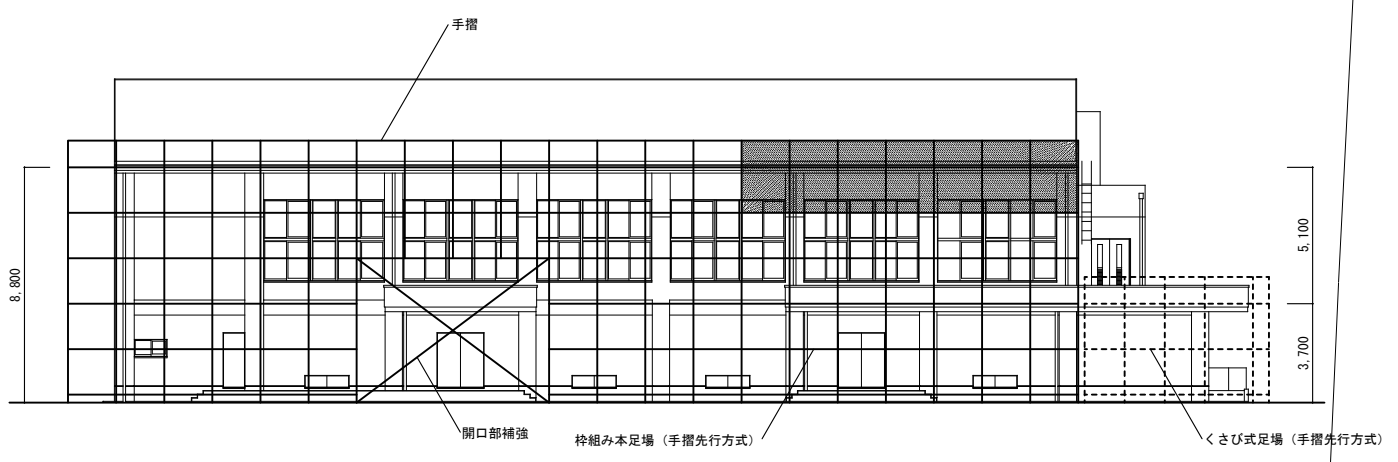 手摺
8,800
5,100
3,700
開口部補強
枠組み本足場（手摺先行方式）
くさび式足場（手摺先行方式）